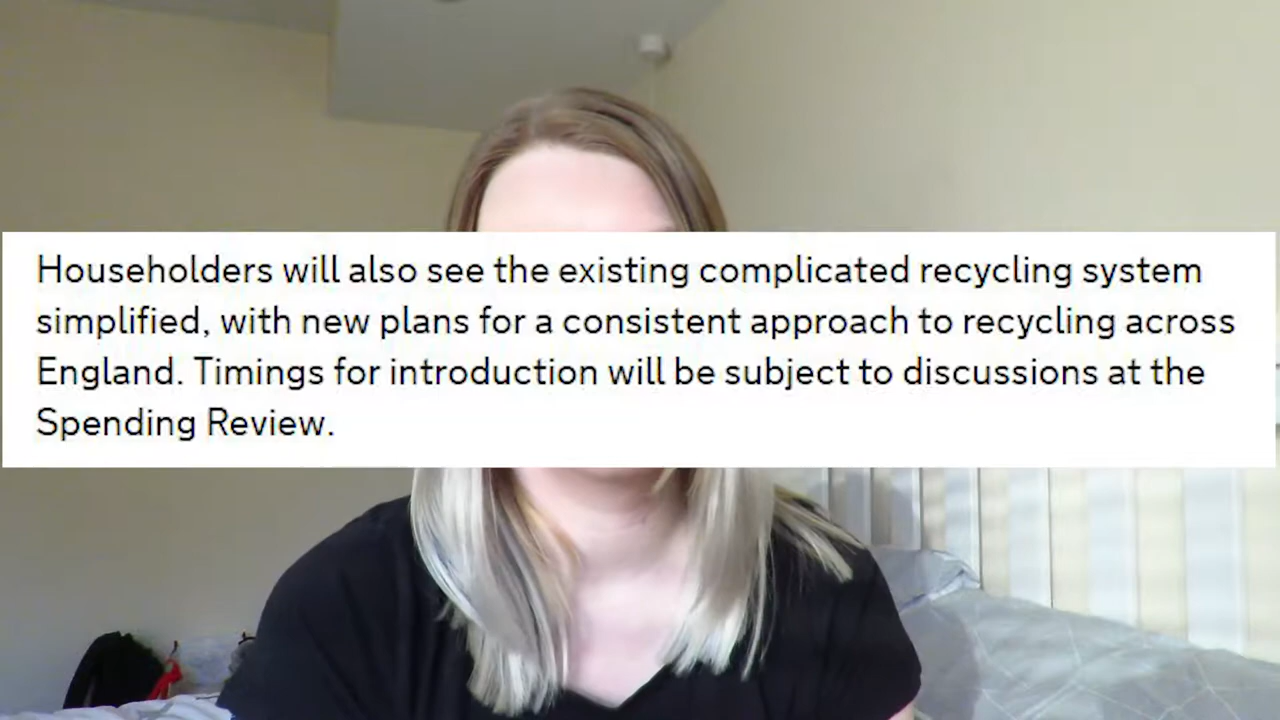 Householders will also see the existing complicated recycling system
simplified, with new plans for a consistent approach to recycling across
England. Timings for introduction will be subject to discussions at the
Spending Review.